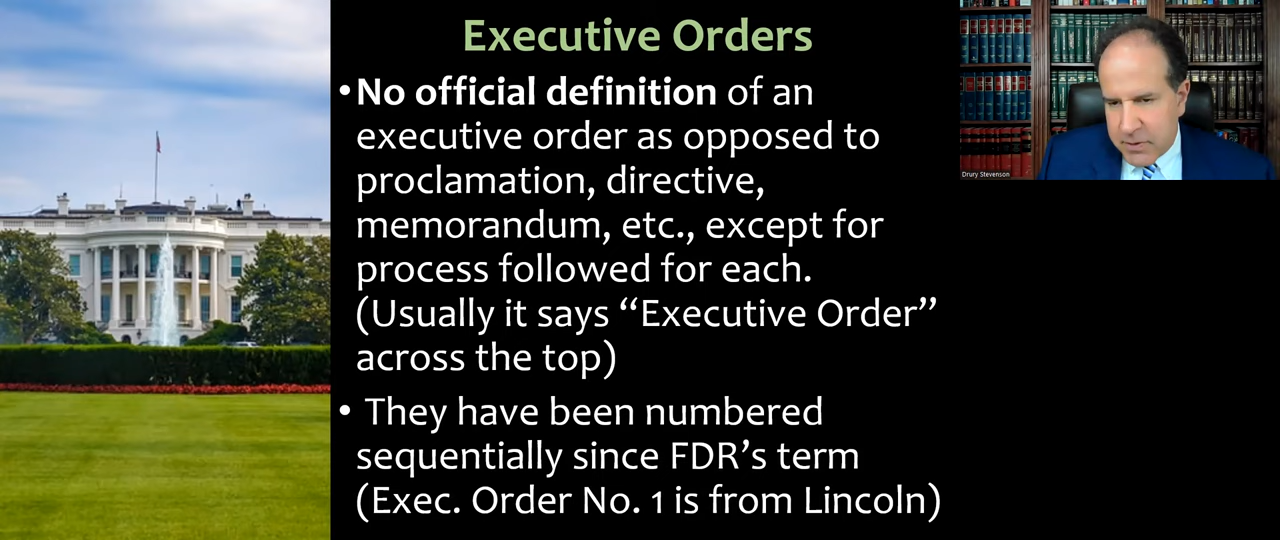 Executive Orders
•No official definition of an
executive order as opposed to
proclamation, directive,
memorandum, etc., except for
process followed for each.
(Usually it says “Executive Order”
across the top)
• They have been numbered
sequentially since FDR’s term
(Exec. Order No. 1 is from Lincoln)
Drury Stevenson